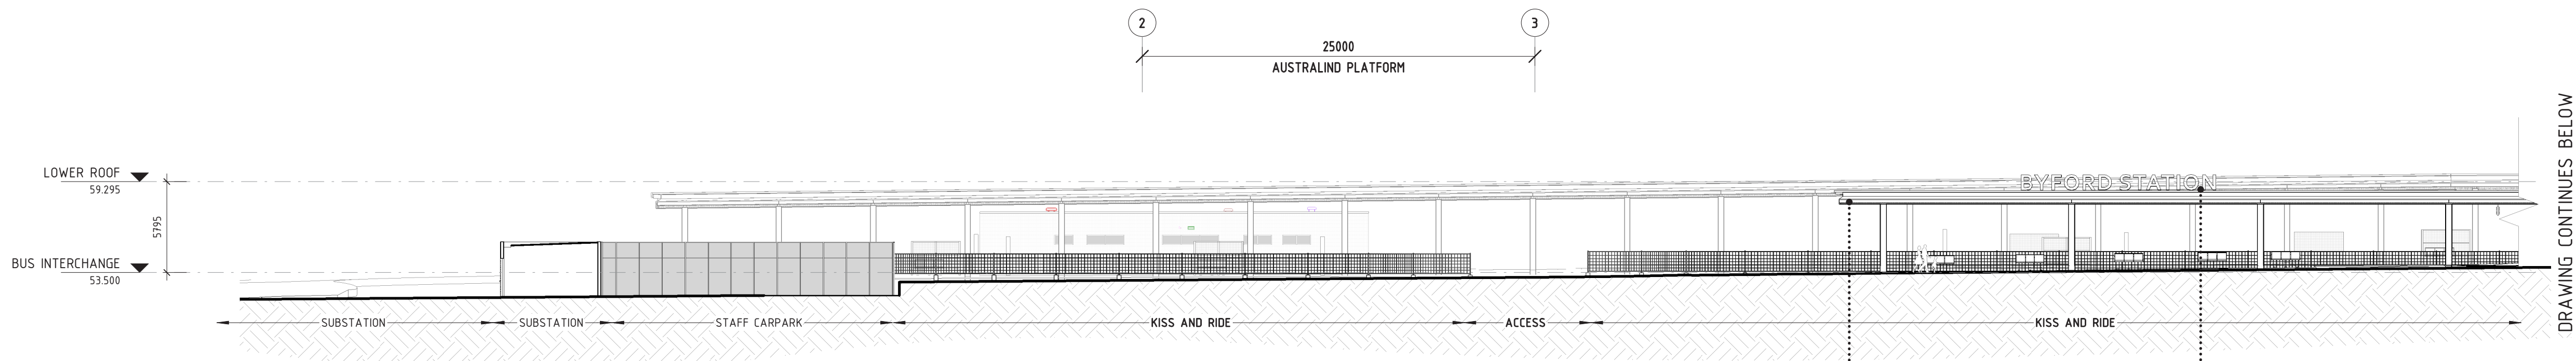 2
3
25000
AUSTRALIND PLATFORM
LOWER ROOF
59.295
5795
BUS INTERCHANGE
53.500
BYFORD STATION
SUBSTATION
SUBSTATION
STAFF CARPARK
KISS AND RIDE
ACCESS
KISS AND RIDE
DRAWING CONTINUES BELOW